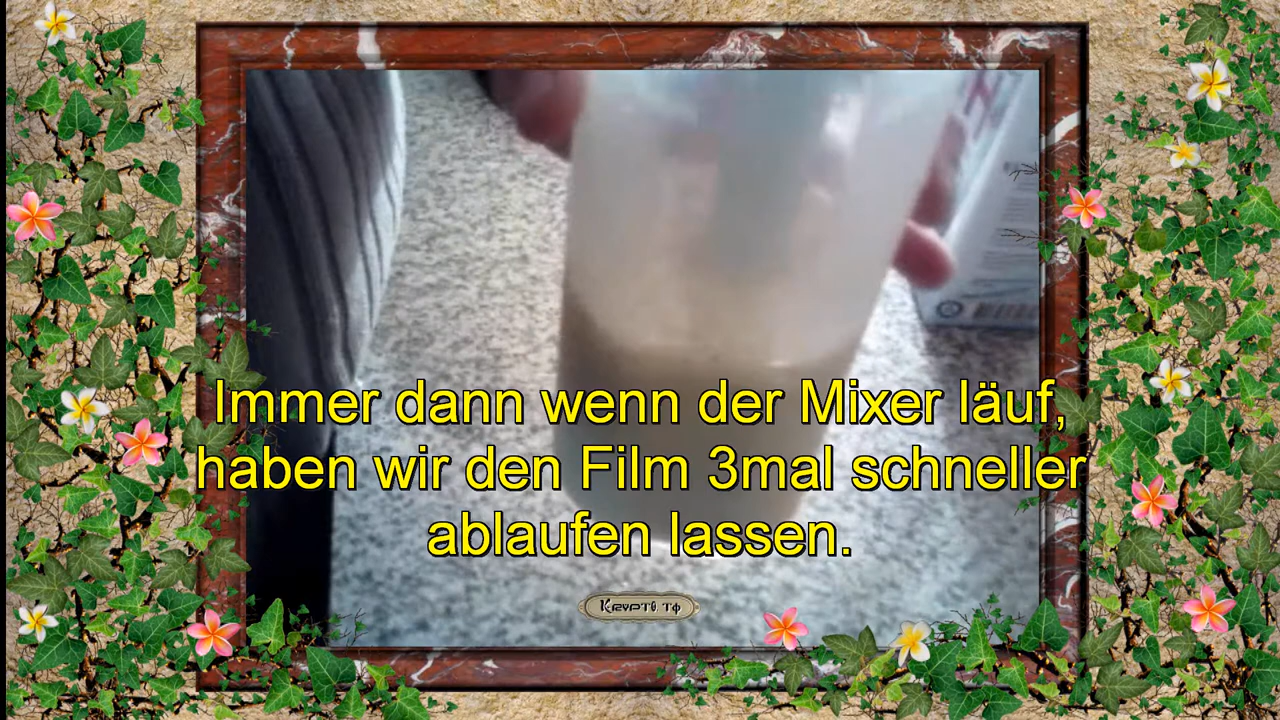 Immer dann wenn der Mixer läuf,
haben wir den Film 3mal schneller
ablaufen lassen.